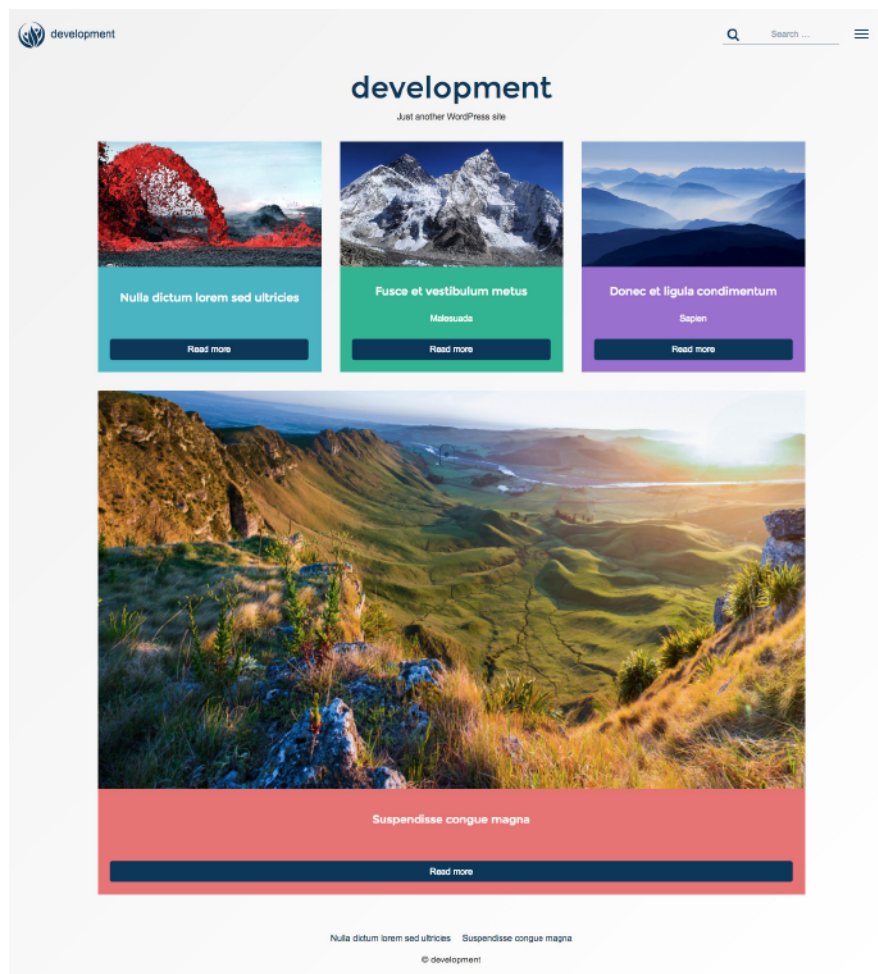 development
Search ...
development
Just another WordPress site
Nulla dictum lorem sed ultricies
Read more
Fusce et vestibulum metus
Malesuada
Read more
Donec et ligula condimentum
Sapien
Read more
Suspendisse congue magna
Read more
Nulla dictum lorem sed ultricies Suspendisse congue magna
© development